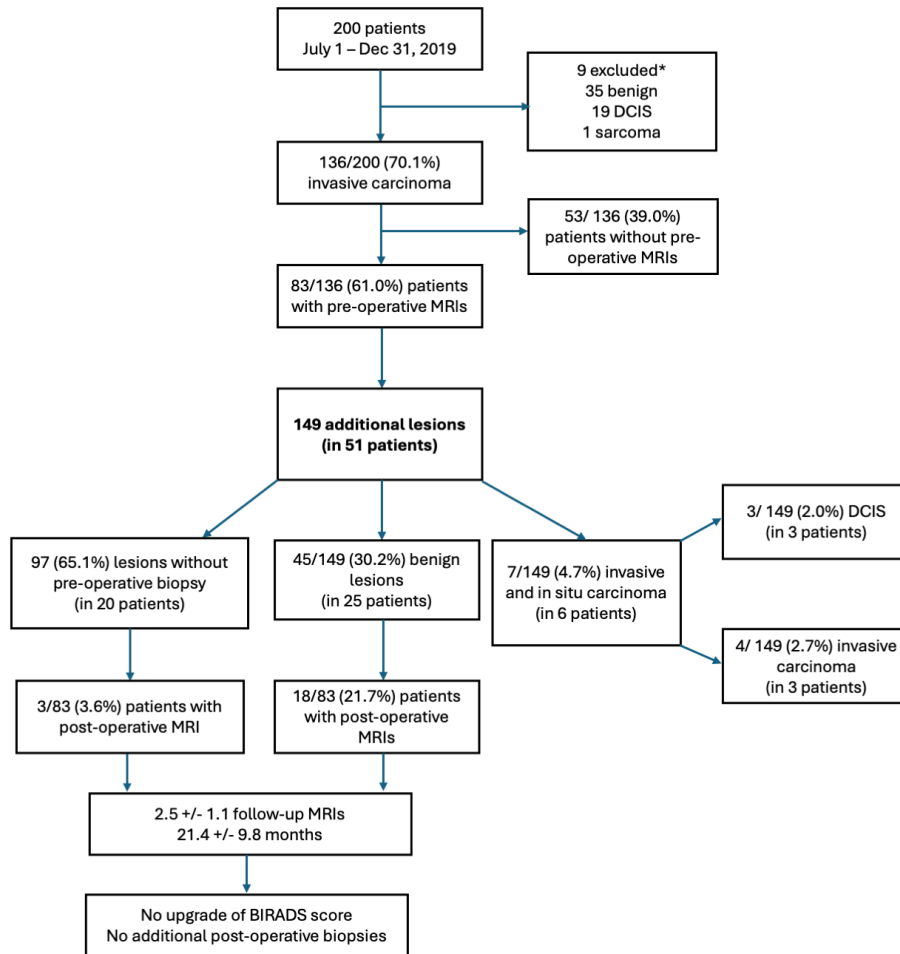 200 patients
July 1 – Dec 31, 2019
9 excluded*
35 benign
19 DCIS
1 sarcoma
136/200 (70.1%)
invasive carcinoma
53/ 136 (39.0%)
patients without pre-
operative MRIs
83/136 (61.0%) patients
with pre-operative MRIs
149 additional lesions
(in 51 patients)
97 (65.1%) lesions without
pre-operative biopsy
(in 20 patients)
45/149 (30.2%) benign
lesions
(in 25 patients)
7/149 (4.7%) invasive
and in situ carcinoma
(in 6 patients)
3/ 149 (2.0%) DCIS
(in 3 patients)
4/ 149 (2.7%) invasive
carcinoma
(in 3 patients)
3/83 (3.6%) patients with
post-operative MRI
18/83 (21.7%) patients
with post-operative
MRIs
2.5 +/- 1.1 follow-up MRIs
21.4 +/- 9.8 months
No upgrade of BIRADS score
No additional post-operative biopsies